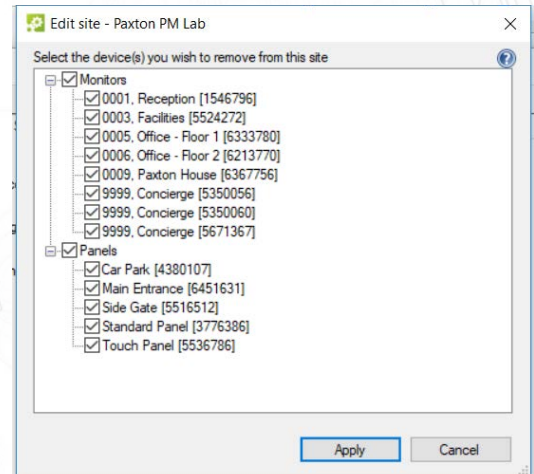 Edit site - Paxton PM Lab
Select the device(s) you wish to remove from this site
Monitors
0001, Reception [1546796]
0003, Facilities [5524272]
0005, Office - Floor 1 [6333780]
0006, Office - Floor 2 [6213770]
0009, Paxton House [6367756]
9999, Concierge [5350056]
9999, Concierge [5350060]
9999, Concierge [5671367]
Panels
Car Park [4380107]
Main Entrance [6451631]
Side Gate [5516512]
Standard Panel [3776386]
Touch Panel [5536786]
Apply Cancel